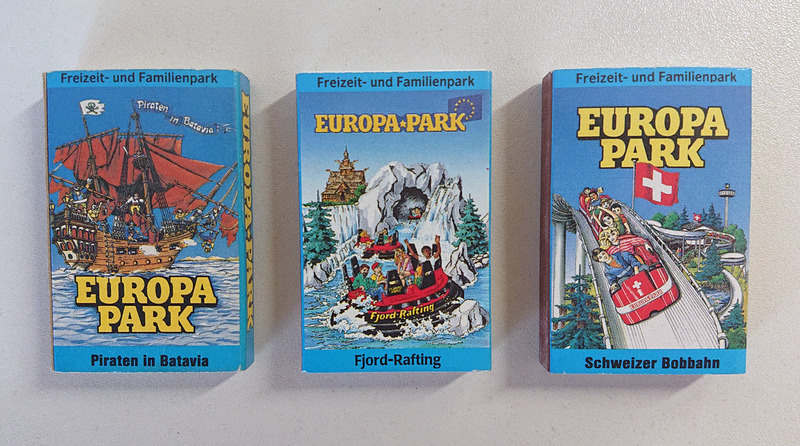 Freizeit- und Familienpark
Piraten in Batavia
EUROPA
PARK
EUROPA PARK
Piraten in Batavia
Freizeit- und Familienpark
EUROPA★PARK
Fjord-Rafting
Fjord-Rafting
Freizeit- und Familienpark
EUROPA
PARK
Schweizer Bobbahn